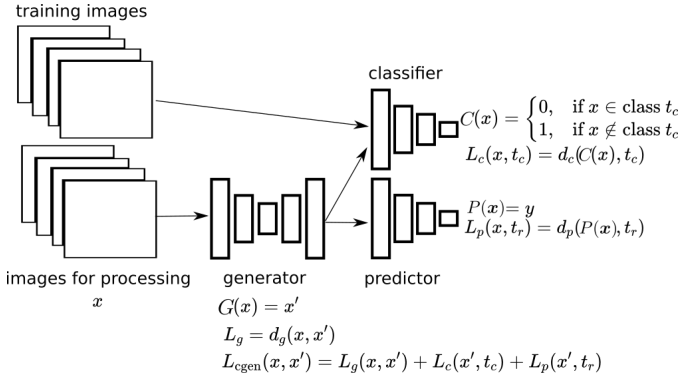 training images
classifier
C(x) = {0, if x ∈ class t_c
1, if x ∉ class t_c
L_c(x, t_c) = d_c(C(x), t_c)
P(x) = y
L_p(x, t_r) = d_p(P(x), t_r)
images for processing
x
generator
predictor
G(x) = x′
L_g = d_g(x, x′)
L_cgen(x, x′) = L_g(x, x′) + L_c(x′, t_c) + L_p(x′, t_r)